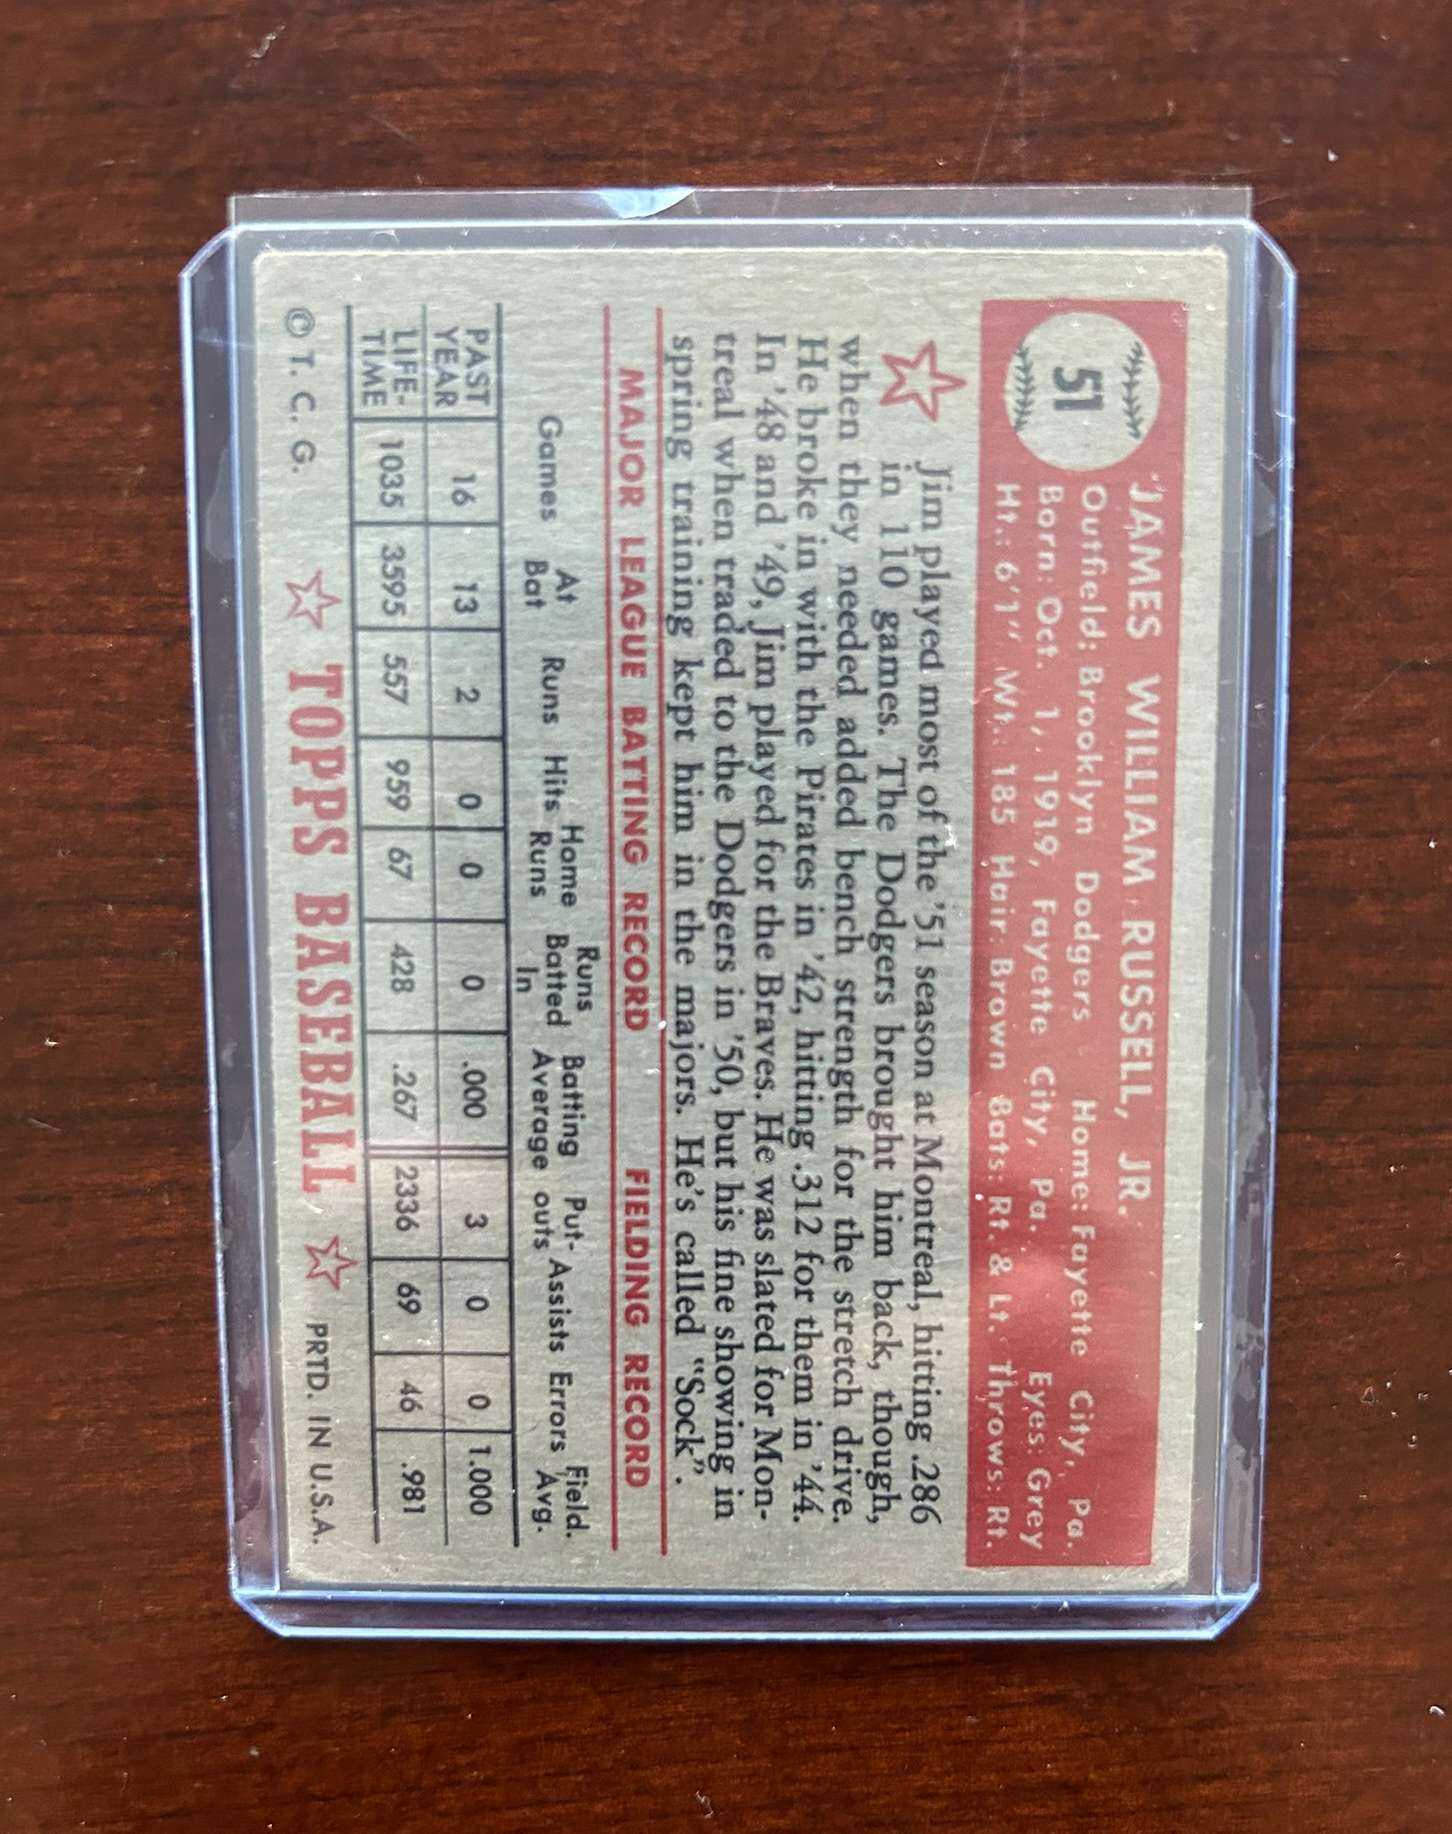 51
JAMES WILLIAM RUSSELL, JR.
Outfield: Brooklyn Dodgers Home: Fayette City, Pa.
Born: Oct. 1, 1919, Fayette City, Pa. Eyes: Grey
Ht.: 6'1" Wt.: 185 Hair: Brown Bats: Rt. & Lt. Throws: Rt.
Jim played most of the '51 season at Montreal, hitting .286
in 110 games. The Dodgers brought him back, though,
when they needed added bench strength for the stretch drive.
He broke in with the Pirates in '42, hitting .312 for them in '44.
In '48 and '49, Jim played for the Braves. He was slated for Mon-
treal when traded to the Dodgers in '50, but his fine showing in
spring training kept him in the majors. He's called "Sock".
MAJOR LEAGUE BATTING RECORD FIELDING RECORD
Games At Bat Runs Hits Home Runs Runs Batted In Batting Average Put-outs Assists Errors Field. Avg.
PAST YEAR 16 13 2 0 0 0 .000 3 0 0 1.000
LIFE-TIME 1035 3595 557 959 67 428 .267 2336 69 46 .981
© T. C. G. TOPPS BASEBALL PRTD. IN U.S.A.